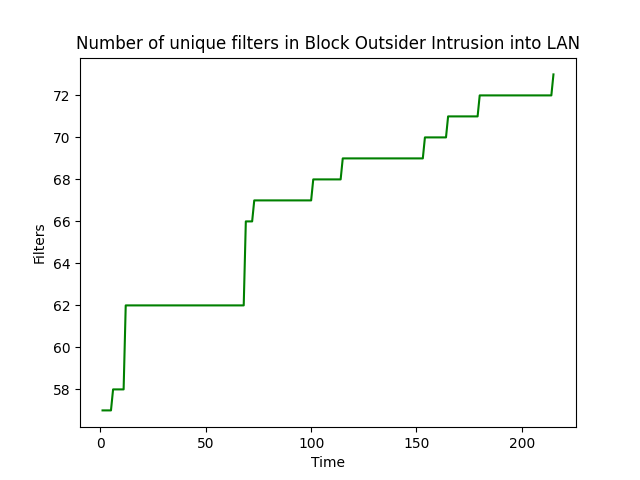 Number of unique filters in Block Outsider Intrusion into LAN
72
70
68
66
64
62
60
58
Filters
0 50 100 150 200
Time